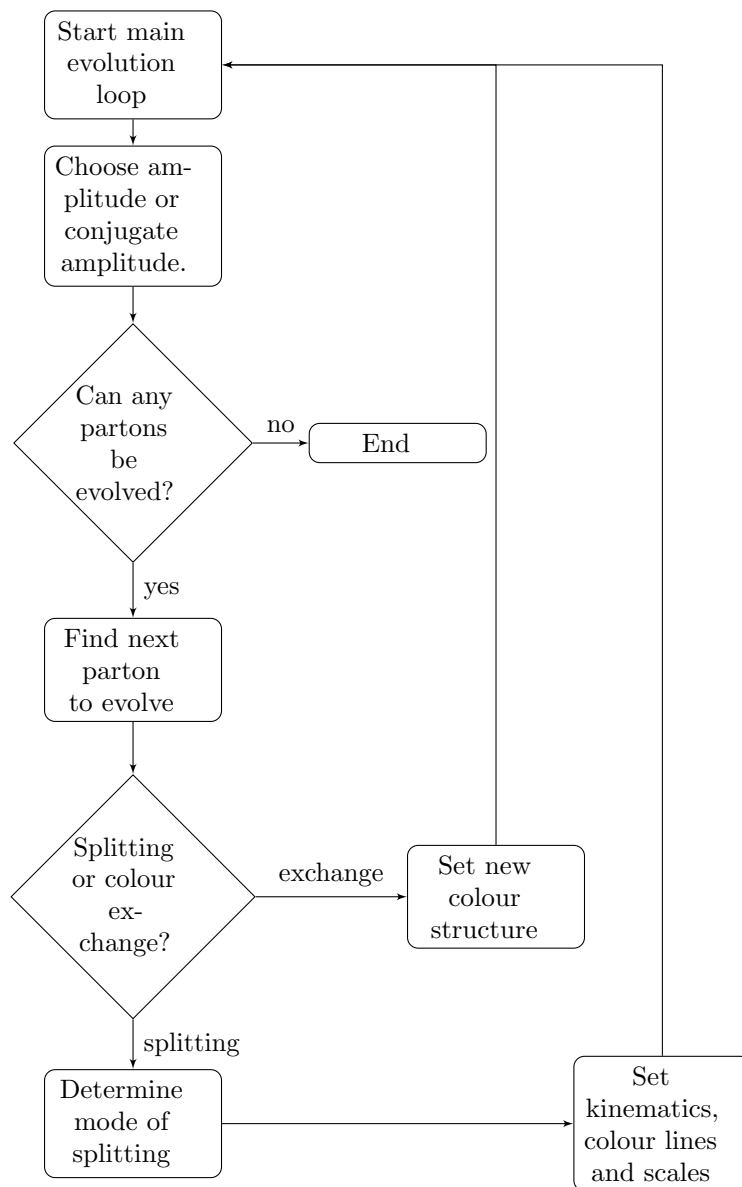 Start main
evolution
loop
Choose am-
plitude or
conjugate
amplitude.
Can any
partons
be
evolved?
no
End
yes
Find next
parton
to evolve
Splitting
or colour
ex-
change?
exchange
Set new
colour
structure
splitting
Determine
mode of
splitting
Set
kinematics,
colour lines
and scales